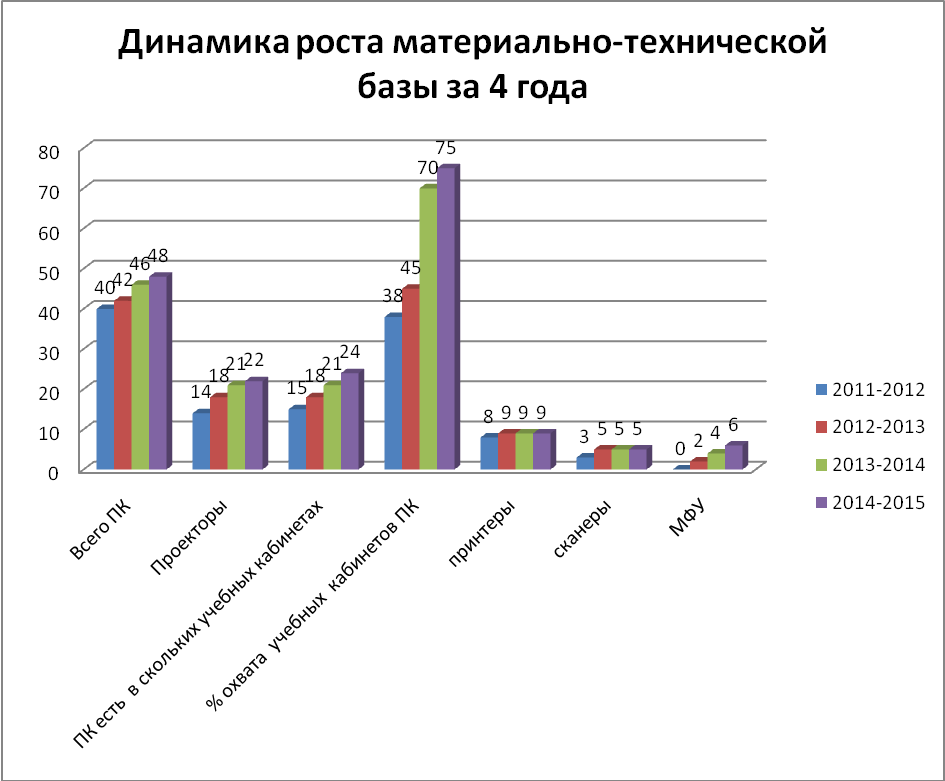 Динамика роста материально-технической
базы за 4 года
80
70
60
50
40
30
20
10
0
40 42 46 48
14 18 21 22
15 18 21 24
38 45 70 75
8 9 9 9
3 5 5 5
0 2 4 6
Всего ПК
Проекторы
ПК есть в скольких учебных кабинетах
% охвата учебных кабинетов ПК
принтеры
сканеры
МФУ
2011-2012
2012-2013
2013-2014
2014-2015